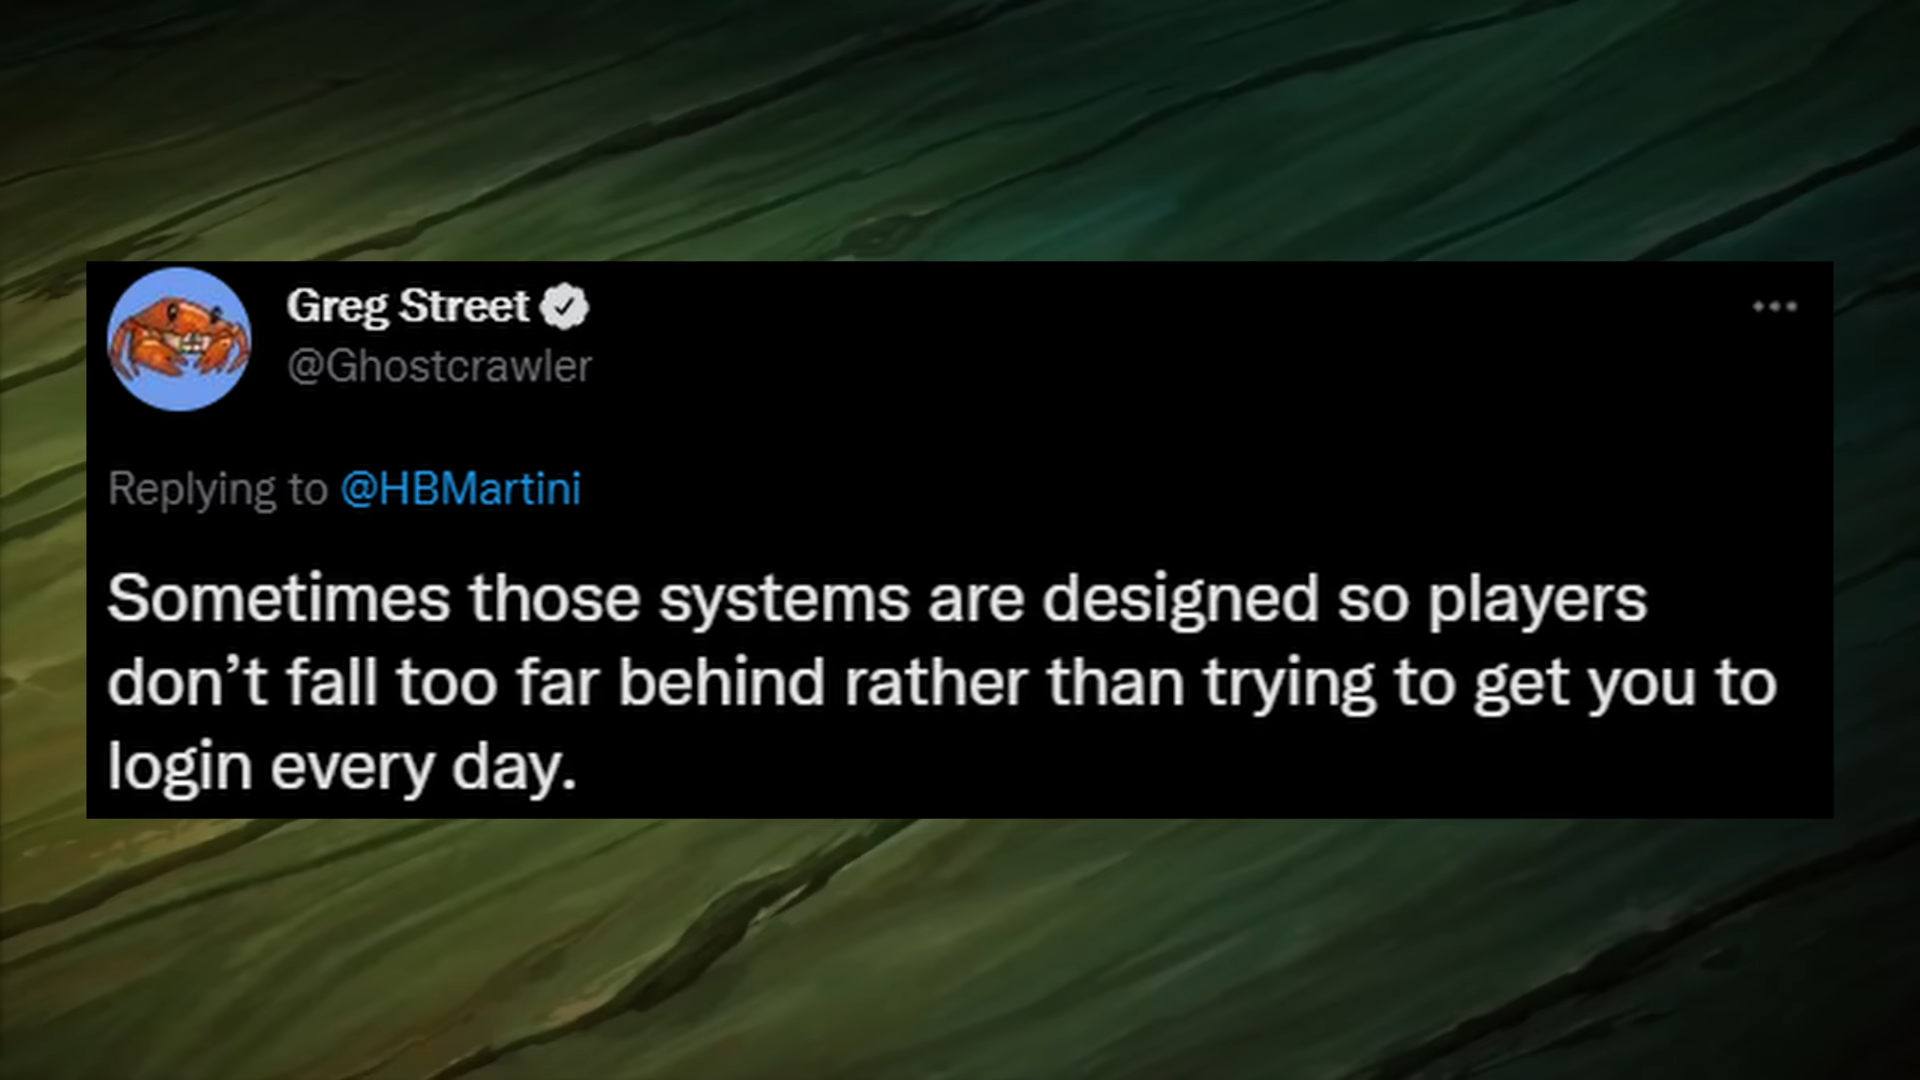 Greg Street
@Ghostcrawler
Replying to @HBMartini
Sometimes those systems are designed so players
don’t fall too far behind rather than trying to get you to
login every day.